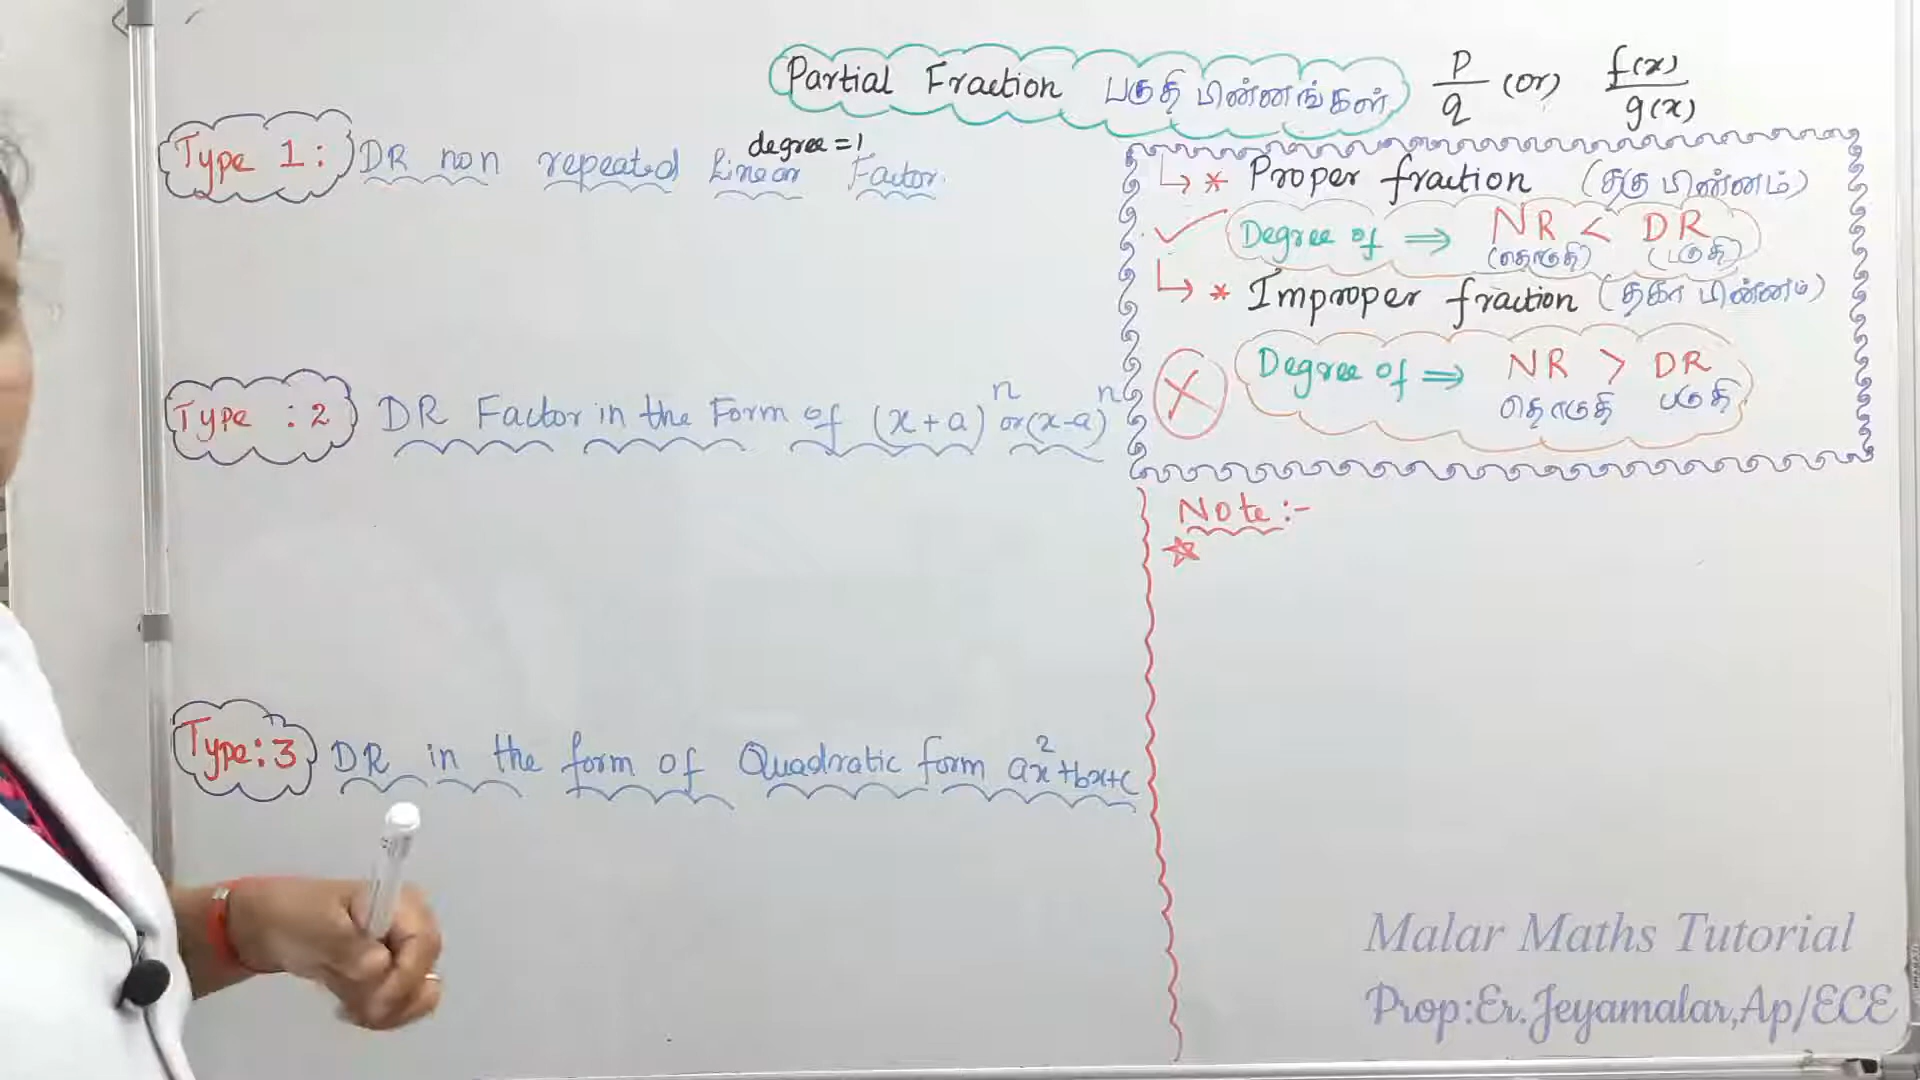 Partial Fraction பகுதி பின்னங்கள் p/q (or) f(x)/g(x)
Type 1: DR non repeated Linear Factor.
degree = 1
* Proper fraction (தகு பின்னம்)
Degree of ⇒ NR < DR
(தொகுதி) (பகுதி)
* Improper fraction (தகா பின்னம்)
Degree of ⇒ NR > DR
தொகுதி பகுதி
Type : 2 DR Factor in the Form of (x+a)^n or (x-a)^n
Note :-
Type : 3 DR in the form of Quadratic form ax²+bx+c
Malar Maths Tutorial
Prop:Er.Jeyamalar,Ap/ECE